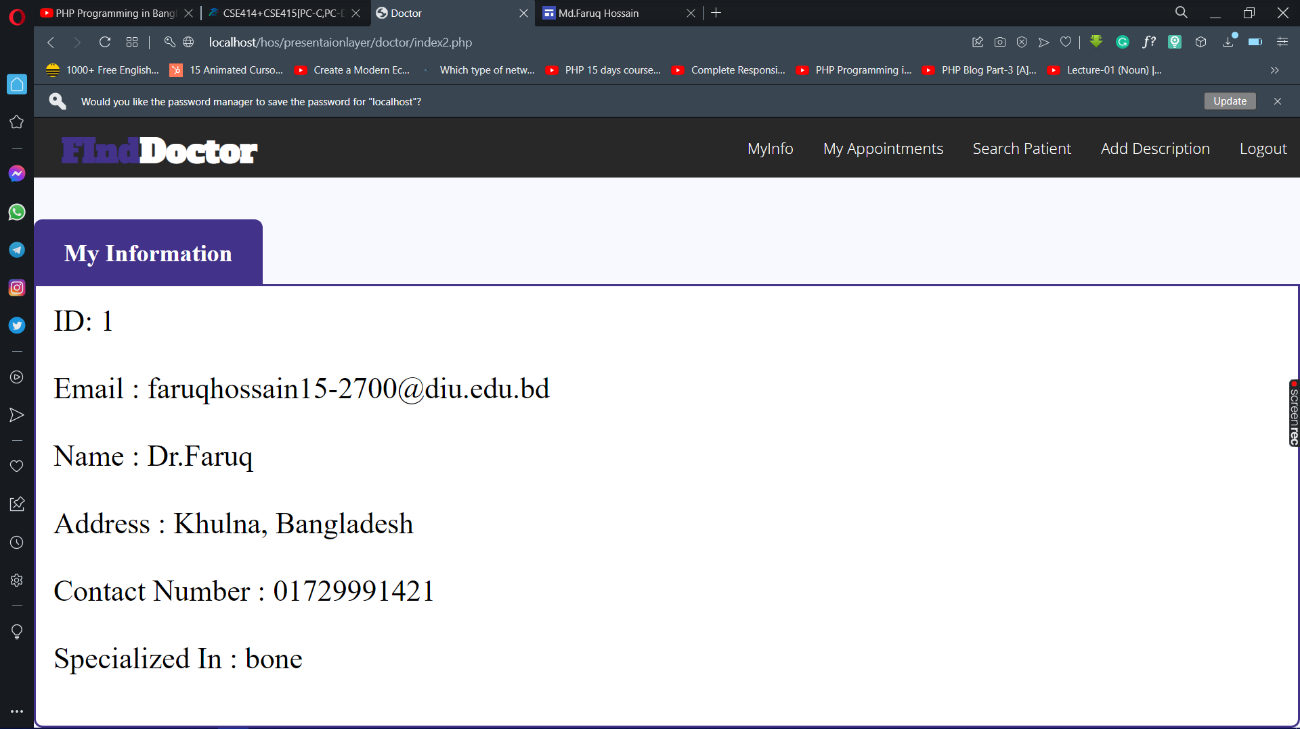 PHP Programming in Bangl
CSE414+CSE415[PC-C,PC-D
Doctor
Md.Faruq Hossain
localhost/hos/presentaionlayer/doctor/index2.php
1000+ Free English...
15 Animated Curso...
Create a Modern Ec...
Which type of netw...
PHP 15 days course...
Complete Responsi...
PHP Programming i...
PHP Blog Part-3 [A]...
Lecture-01 (Noun) |...
Would you like the password manager to save the password for "localhost"?
Update
FIndDoctor
MyInfo
My Appointments
Search Patient
Add Description
Logout
My Information
ID: 1
Email : faruqhossain15-2700@diu.edu.bd
Name : Dr.Faruq
Address : Khulna, Bangladesh
Contact Number : 01729991421
Specialized In : bone
screenrec